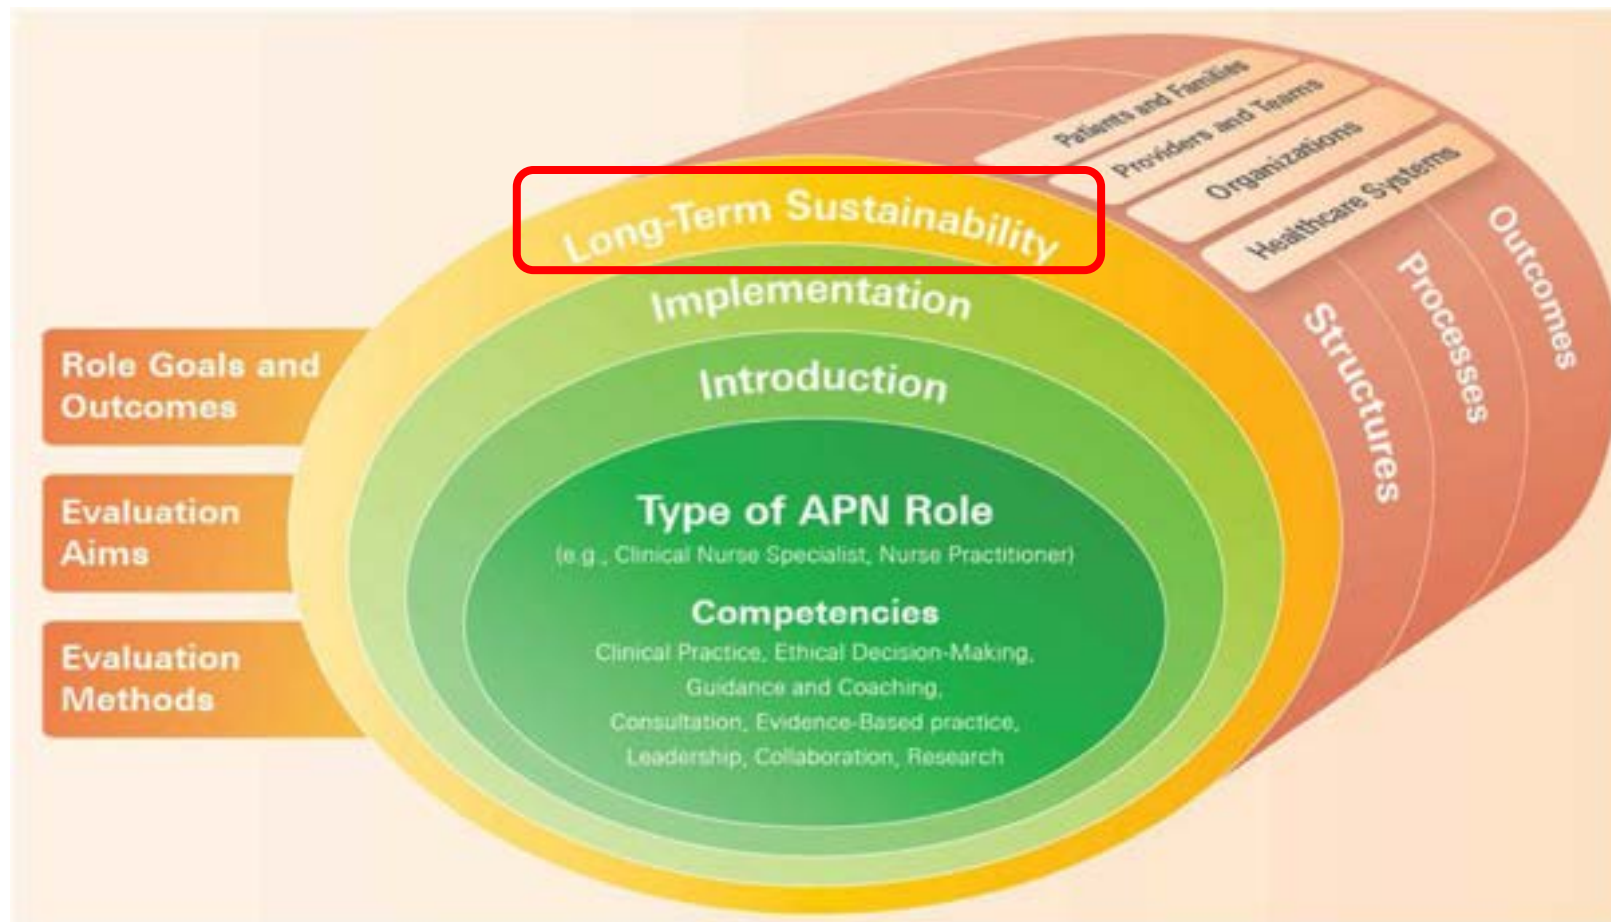 Patients and Families
Providers and Teams
Organizations
Healthcare Systems
Outcomes
Processes
Structures
Long-Term Sustainability
Implementation
Introduction
Role Goals and
Outcomes
Evaluation
Aims
Evaluation
Methods
Type of APN Role
(e.g., Clinical Nurse Specialist, Nurse Practitioner)
Competencies
Clinical Practice, Ethical Decision-Making,
Guidance and Coaching,
Consultation, Evidence-Based practice,
Leadership, Collaboration, Research